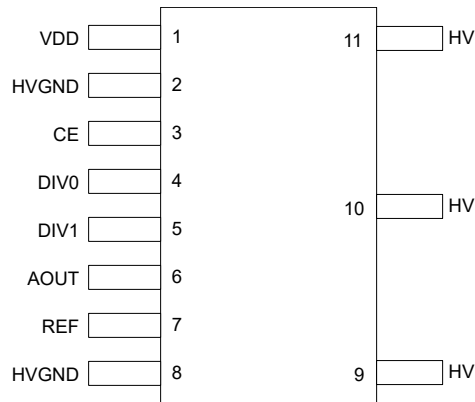 VDD 1 11 HV
HVGND 2
CE 3
DIV0 4
10 HV
DIV1 5
AOUT 6
REF 7
HVGND 8 9 HV